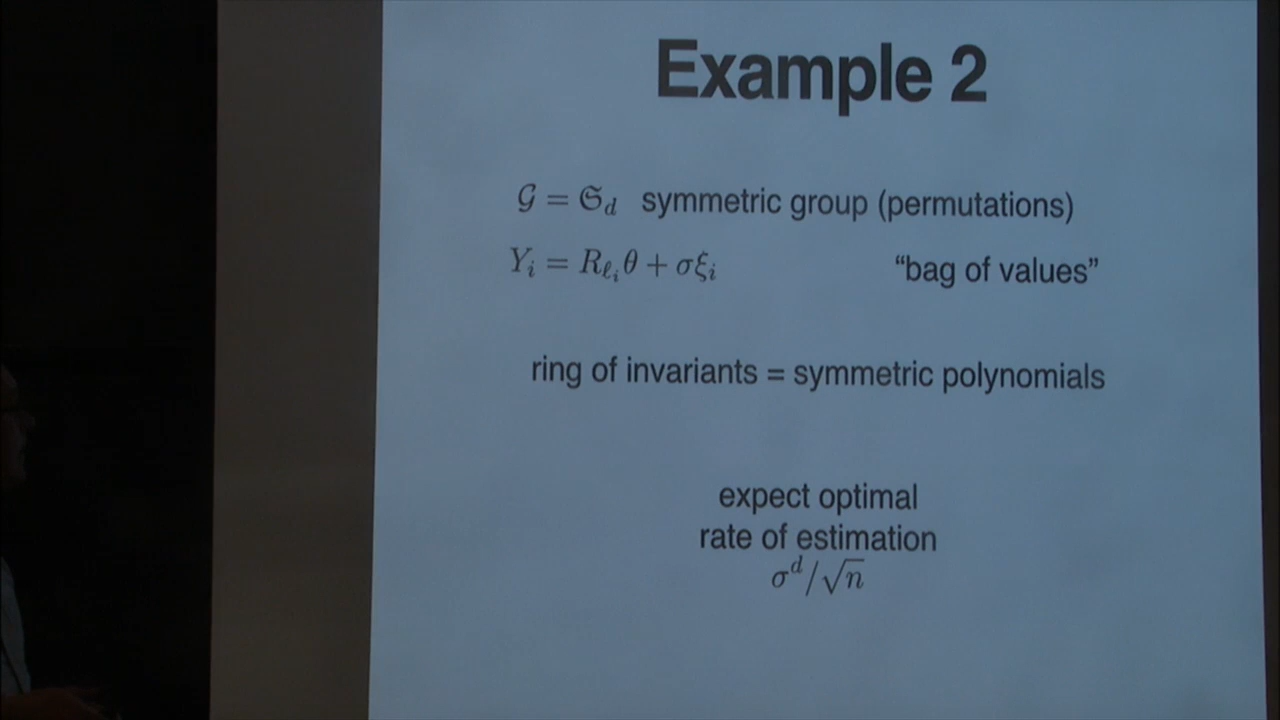 Example 2
𝒢 = 𝔖_d symmetric group (permutations)
Y_i = R_{ℓ_i}θ + σξ_i “bag of values”
ring of invariants = symmetric polynomials
expect optimal
rate of estimation
σ^d/√n